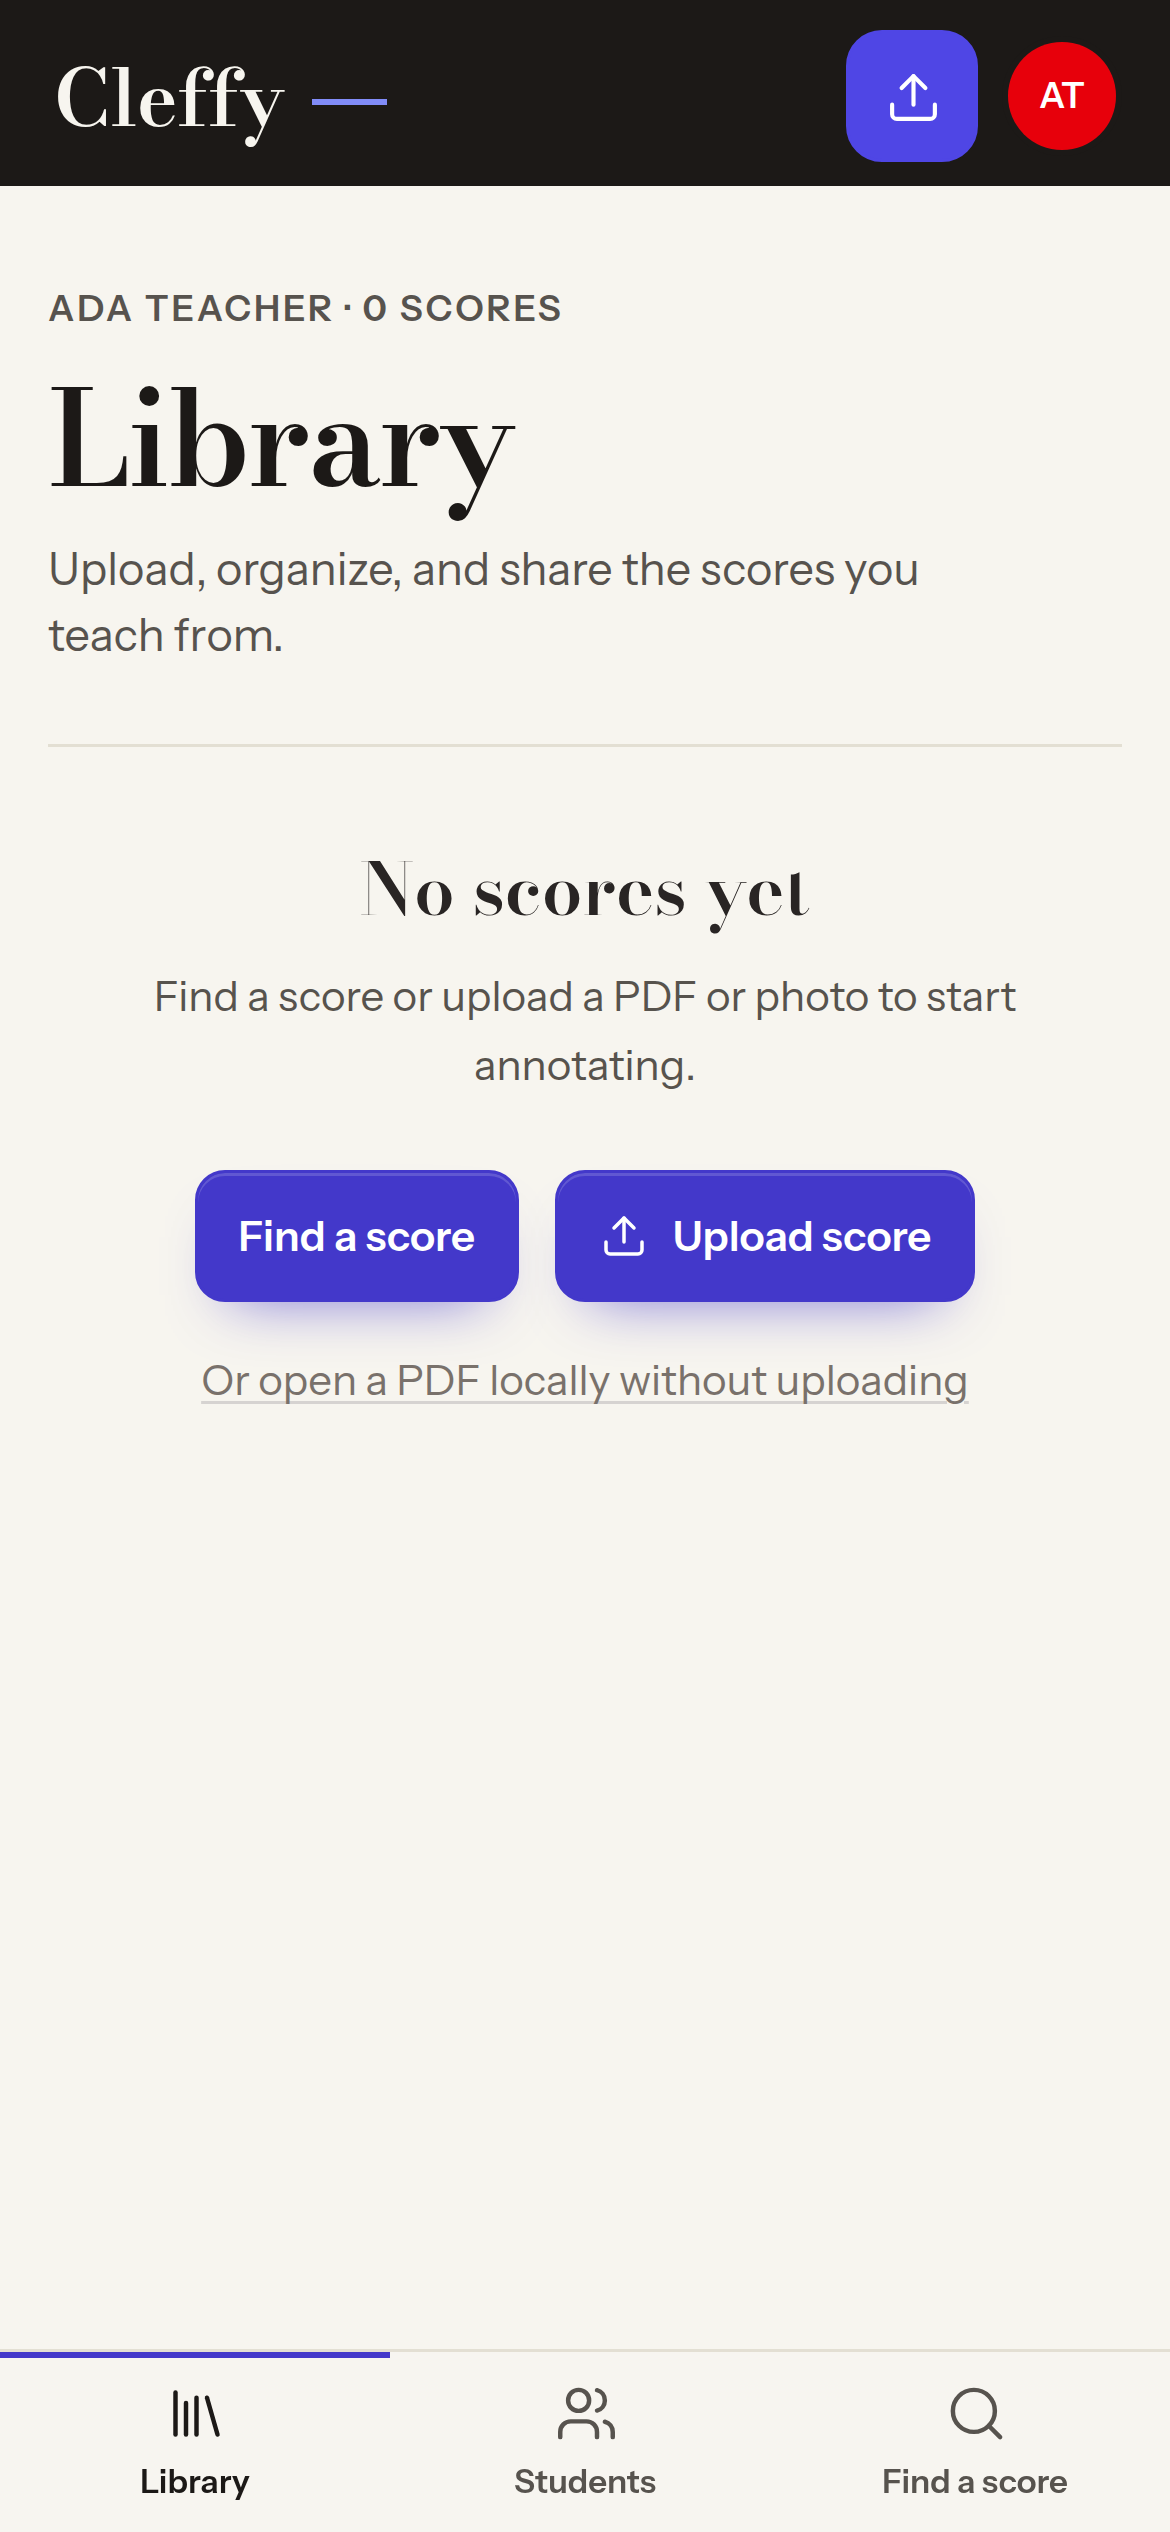 Cleffy
AT
ADA TEACHER · 0 SCORES
Library
Upload, organize, and share the scores you
teach from.
No scores yet
Find a score or upload a PDF or photo to start
annotating.
Find a score
Upload score
Or open a PDF locally without uploading
Library
Students
Find a score